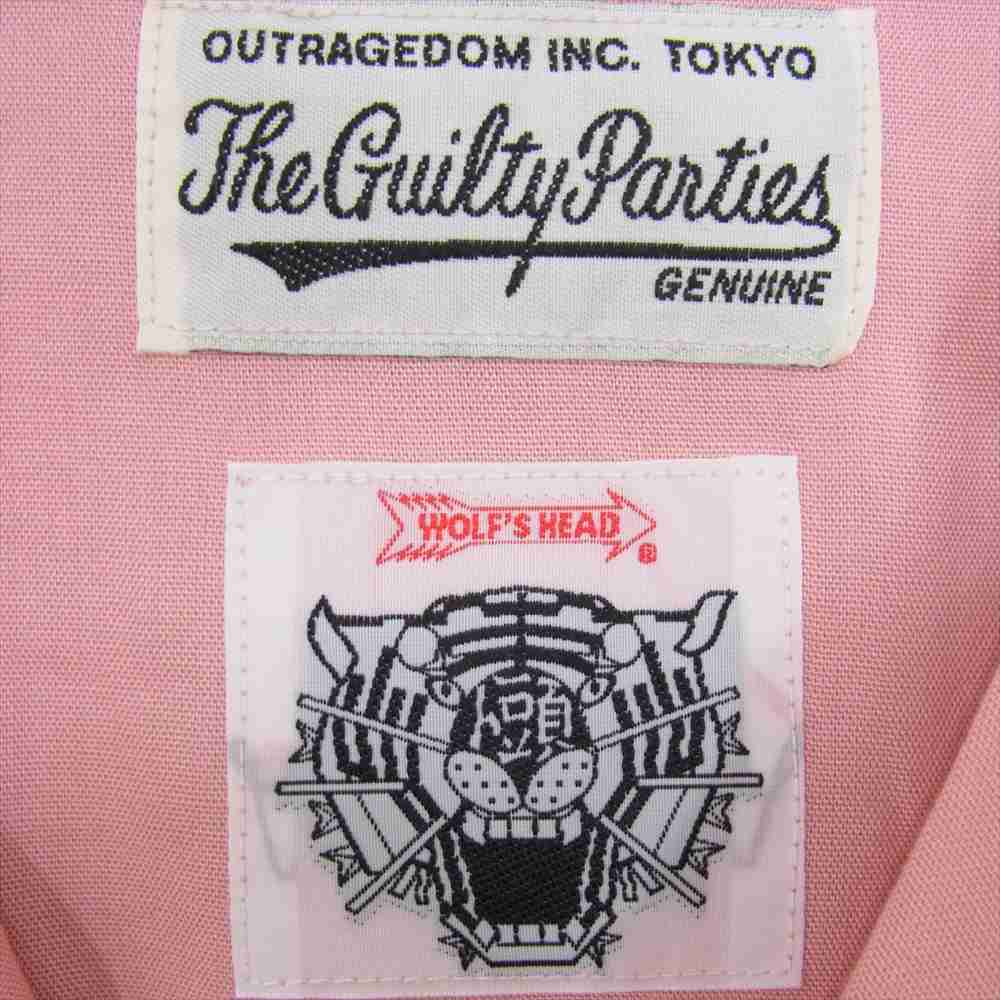 OUTRAGEDOM INC. TOKYO
The Guilty Parties
GENUINE
WOLF'S HEAD
®